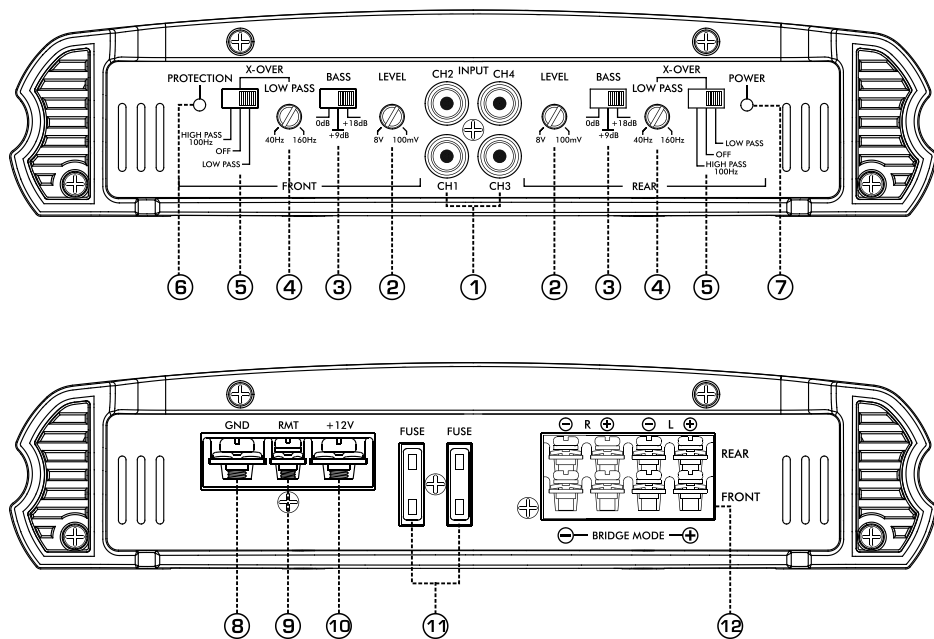 PROTECTION
X-OVER
LOW PASS
HIGH PASS
100Hz
OFF
LOW PASS
40Hz 160Hz
BASS
0dB +18dB
+9dB
LEVEL
8V 100mV
FRONT
CH2 INPUT CH4
CH1 CH3
LEVEL
8V 100mV
BASS
0dB +18dB
+9dB
X-OVER
LOW PASS
40Hz 160Hz
LOW PASS
OFF
HIGH PASS
100Hz
POWER
REAR
6 5 4 3 2 1 2 3 4 5 7
GND RMT +12V
FUSE FUSE
− R + − L +
REAR
FRONT
− BRIDGE MODE +
8 9 10 11 12